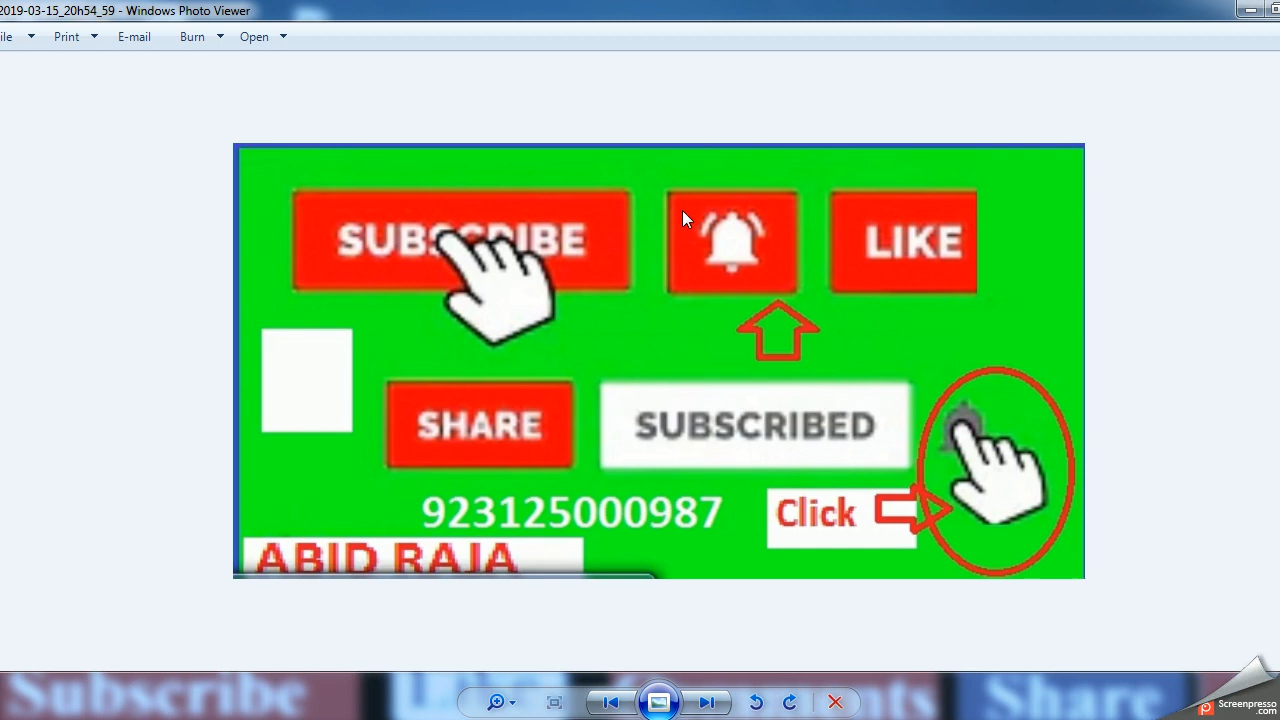 2019-03-15_20h54_59 - Windows Photo Viewer
ile Print E-mail Burn Open
SUBSCRIBE LIKE
SHARE SUBSCRIBED
923125000987 Click
ABID RAJA
Subscribe Share
Screenpresso
.com